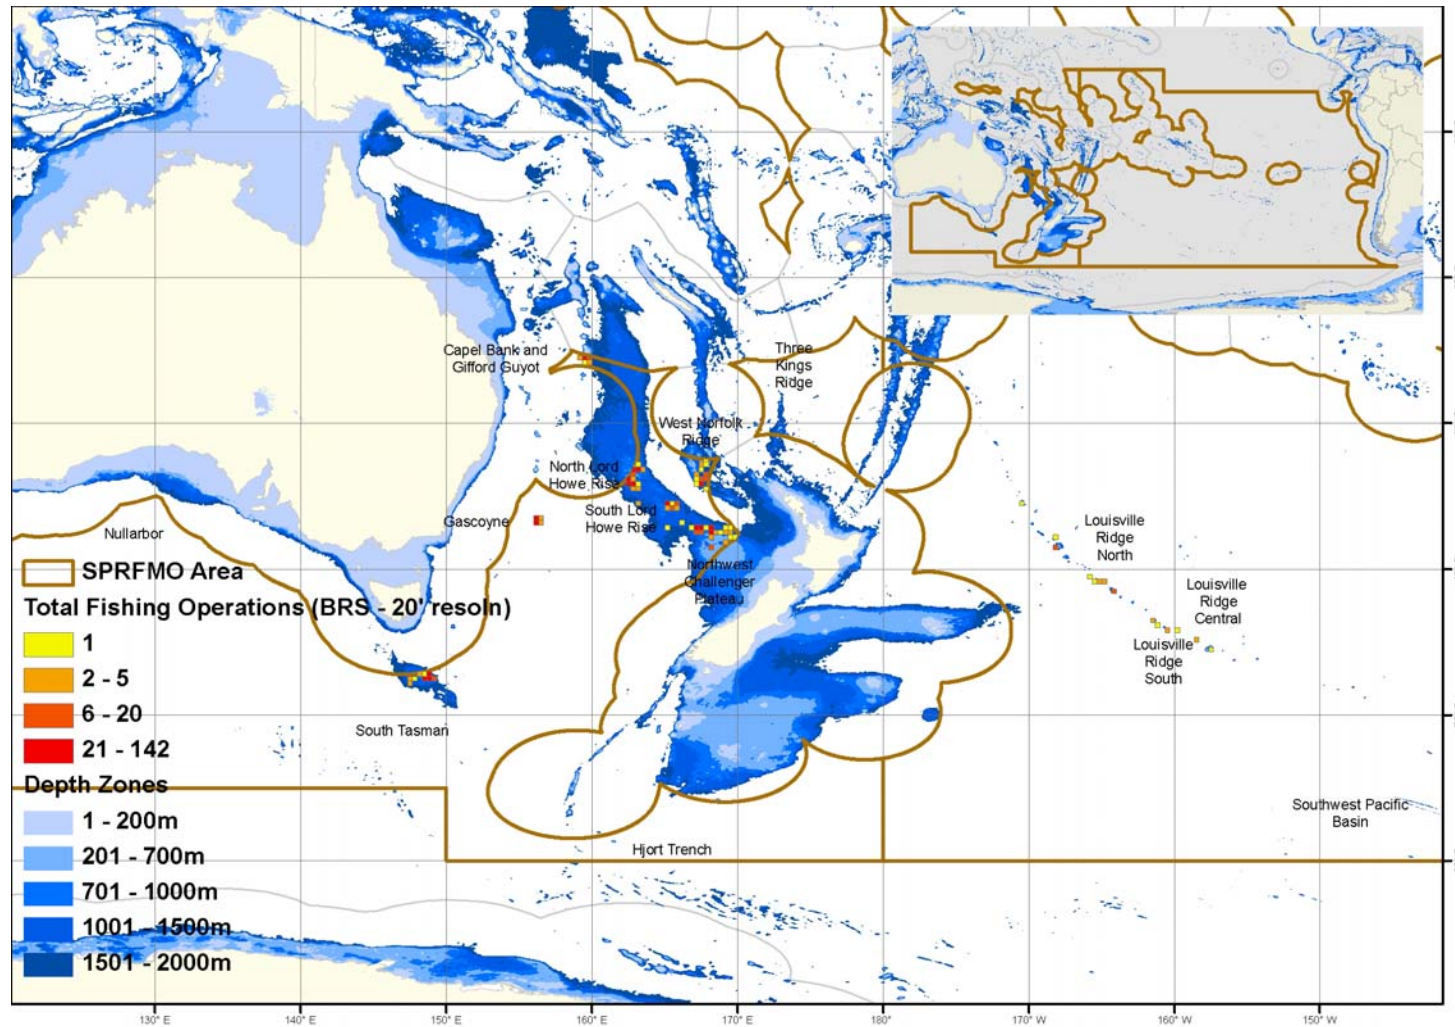 Capel Bank and
Gifford Guyot
Three
Kings
Ridge
West Norfolk
Ridge
North Lord
Howe Rise
South Lord
Howe Rise
Gascoyne
Nullarbor
Northwest
Challenger
Plateau
Louisville
Ridge
North
Louisville
Ridge
Central
Louisville
Ridge
South
South Tasman
Southwest Pacific
Basin
Hjort Trench
SPRFMO Area
Total Fishing Operations (BRS - 20' resoln)
1
2 - 5
6 - 20
21 - 142
Depth Zones
1 - 200m
201 - 700m
701 - 1000m
1001 - 1500m
1501 - 2000m
130° E
140° E
150° E
160° E
170° E
180°
170° W
160° W
150° W